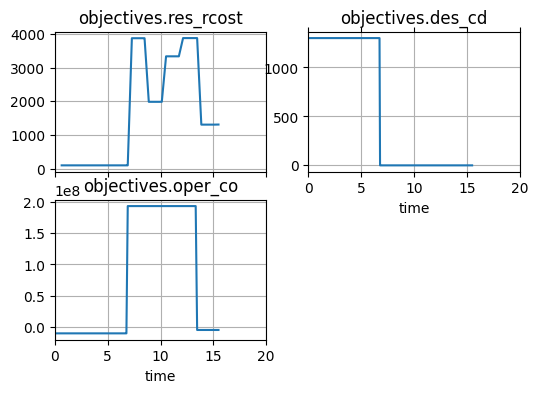 objectives.res_rcost
4000
3000
2000
1000
0
objectives.des_cd
1000
500
0
0 5 10 15 20
time
1e8
objectives.oper_co
2.0
1.5
1.0
0.5
0.0
0 5 10 15 20
time